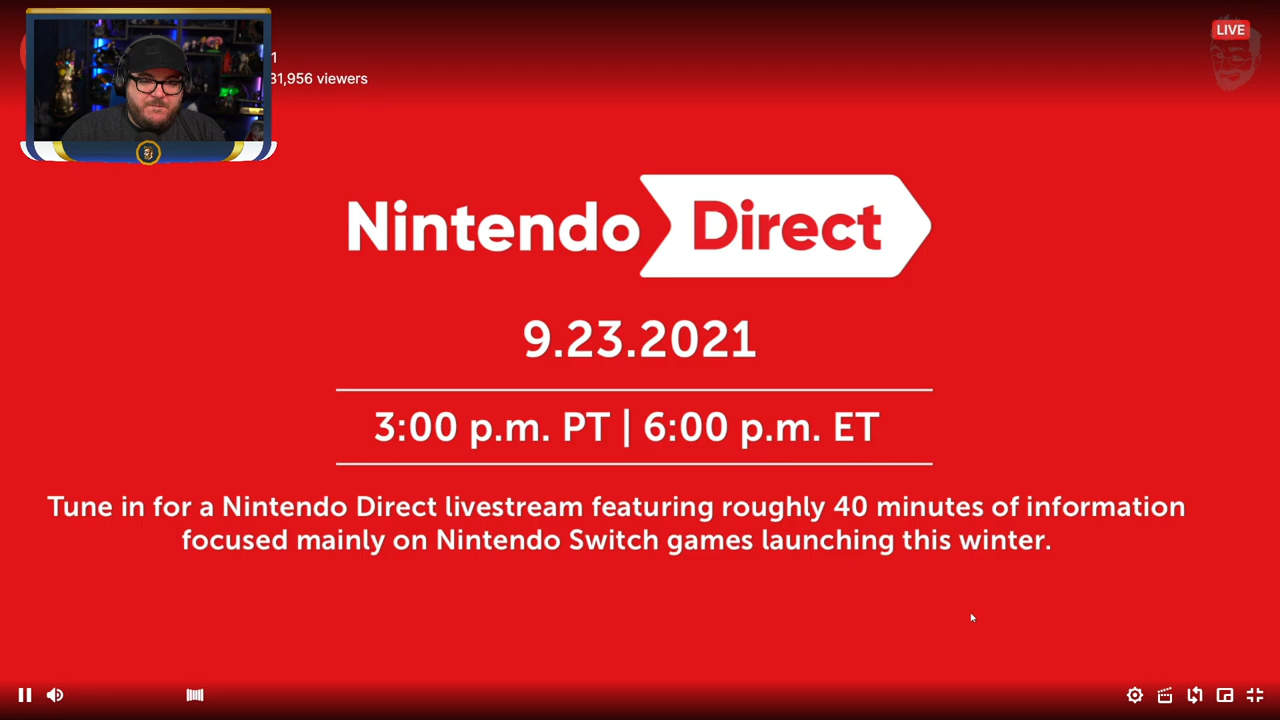 LIVE
1
31,956 viewers
Nintendo Direct
9.23.2021
3:00 p.m. PT | 6:00 p.m. ET
Tune in for a Nintendo Direct livestream featuring roughly 40 minutes of information
focused mainly on Nintendo Switch games launching this winter.